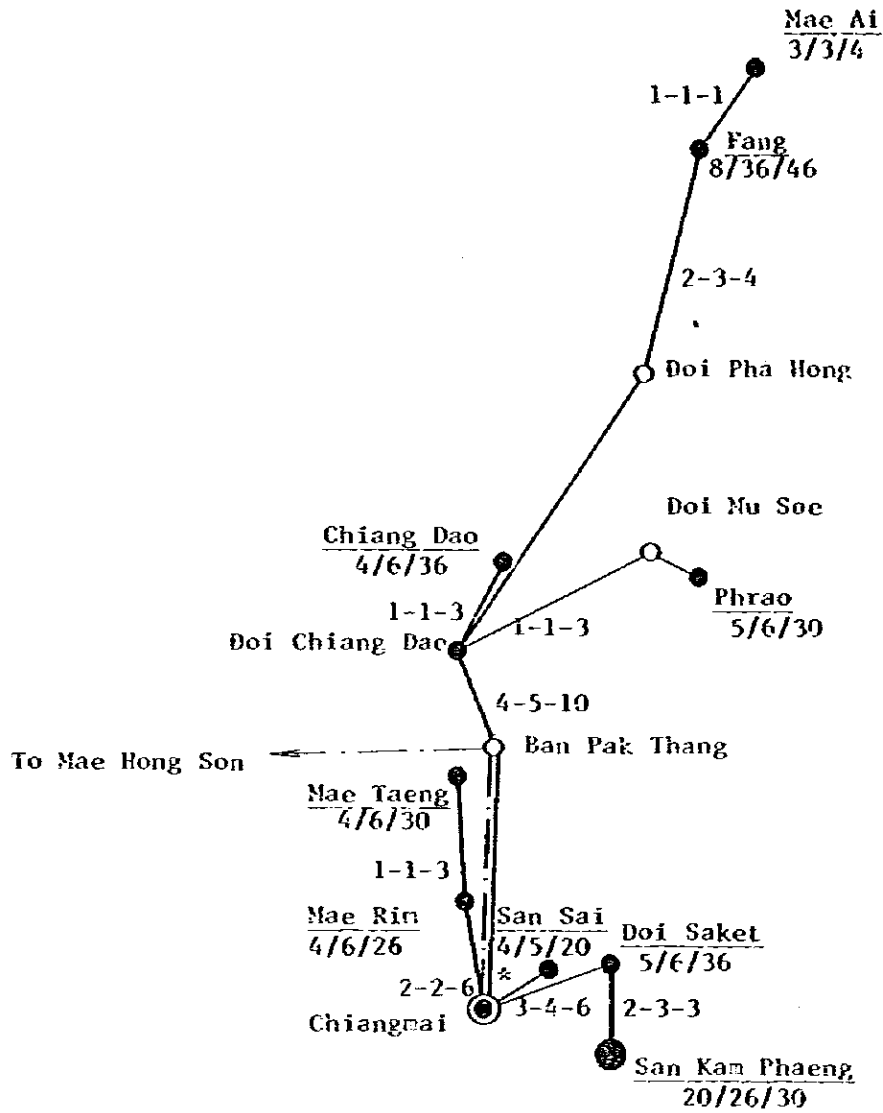 Mae Ai
3/3/4
1-1-1
Fang
8/36/46
2-3-4
Doi Pha Hong
Doi Mu Soe
Chiang Dao
4/6/36
Phrao
5/6/30
1-1-3
1-1-3
Doi Chiang Dao
4-5-10
Ban Pak Thang
To Mae Hong Son
Mae Taeng
4/6/30
1-1-3
Mae Rim
4/6/26
San Sai
4/5/20
Doi Saket
5/6/36
2-2-6
*
3-4-6
2-3-3
Chiangmai
San Kam Phaeng
20/26/30